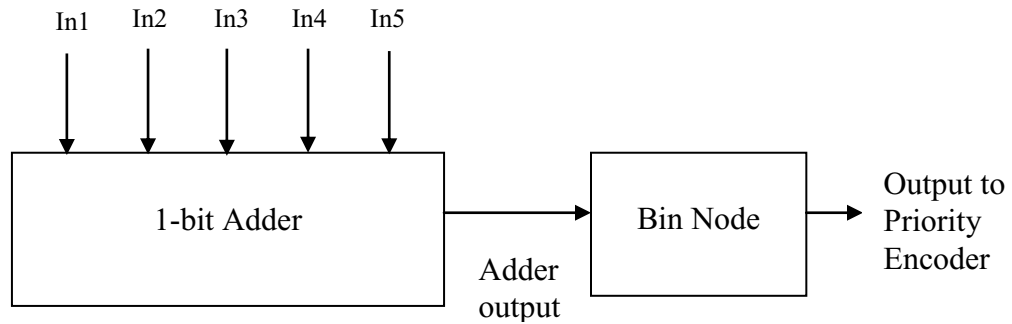 In1 In2 In3 In4 In5
1-bit Adder
Bin Node
Output to
Priority
Encoder
Adder
output